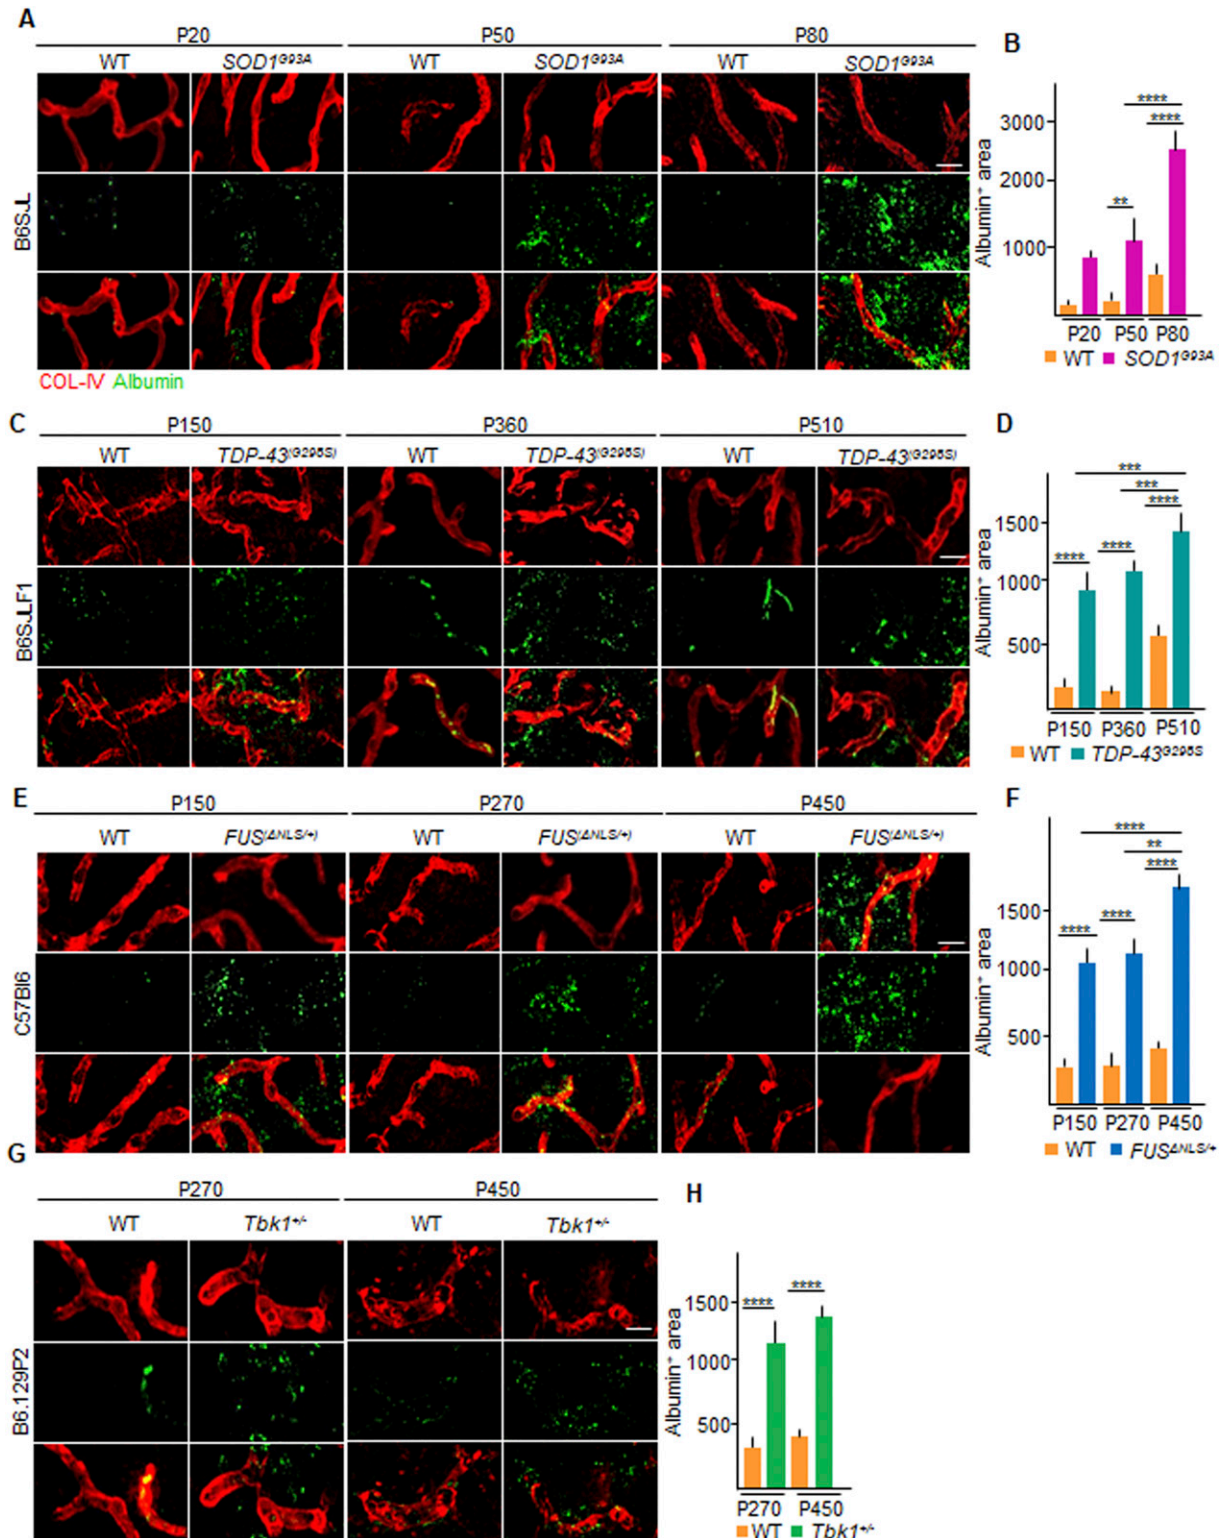 A
P20 P50 P80
WT SOD1G93A WT SOD1G93A WT SOD1G93A
B6SJL
COL-IV Albumin
B
3000
2000
1000
Albumin+ area
**** 
****
**
P20 P50 P80
WT SOD1G93A
C
P150 P360 P510
WT TDP-43(G298S) WT TDP-43(G298S) WT TDP-43(G298S)
B6SJLF1
D
1500
1000
500
Albumin+ area
***
***
****
**** ****
P150 P360 P510
WT TDP-43G298S
E
P150 P270 P450
WT FUS(ΔNLS/+) WT FUS(ΔNLS/+) WT FUS(ΔNLS/+)
C57Bl6
F
1500
1000
500
Albumin+ area
****
**
****
**** ****
P150 P270 P450
WT FUSΔNLS/+
G
P270 P450
WT Tbk1+/- WT Tbk1+/-
B6.129P2
H
1500
1000
500
Albumin+ area
**** ****
P270 P450
WT Tbk1+/-